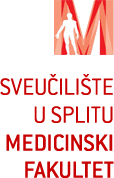 SVEUČILIŠTE
U SPLITU
MEDICINSKI
FAKULTET